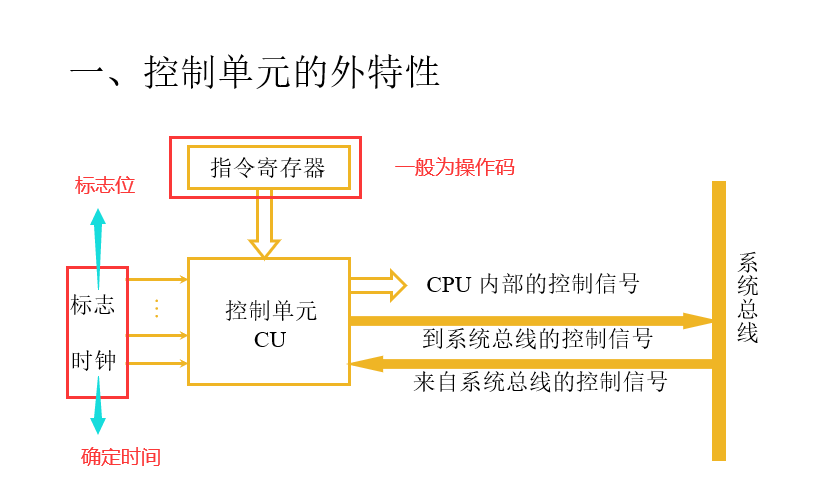 一、控制单元的外特性
指令寄存器
一般为操作码
标志位
标志
时钟
确定时间
控制单元
CU
CPU 内部的控制信号
到系统总线的控制信号
来自系统总线的控制信号
系统总线